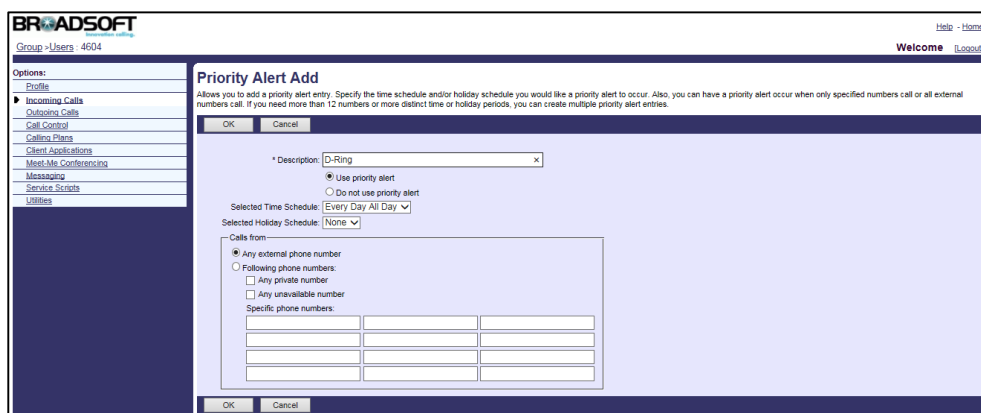 BROADSOFT
innovation calling.
Help - Home
Group >Users : 4604
Welcome [Logout
Options:
Profile
Incoming Calls
Outgoing Calls
Call Control
Calling Plans
Client Applications
Meet-Me Conferencing
Messaging
Service Scripts
Utilities
Priority Alert Add
Allows you to add a priority alert entry. Specify the time schedule and/or holiday schedule you would like a priority alert to occur. Also, you can have a priority alert occur when only specified numbers call or all external
numbers call. If you need more than 12 numbers or more distinct time or holiday periods, you can create multiple priority alert entries.
OK Cancel
* Description: D-Ring ×
Use priority alert
Do not use priority alert
Selected Time Schedule: Every Day All Day
Selected Holiday Schedule: None
Calls from
Any external phone number
Following phone numbers:
Any private number
Any unavailable number
Specific phone numbers:
OK Cancel